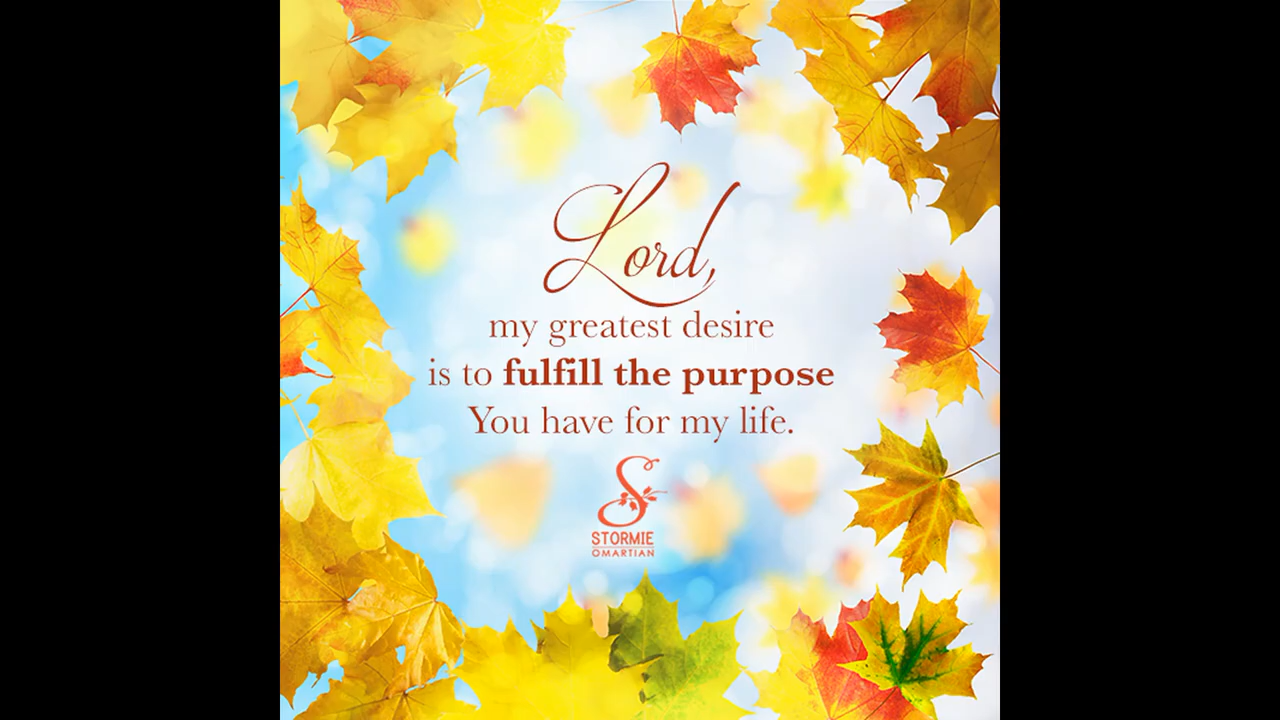 Lord,
my greatest desire
is to fulfill the purpose
You have for my life.
S
STORMIE
OMARTIAN